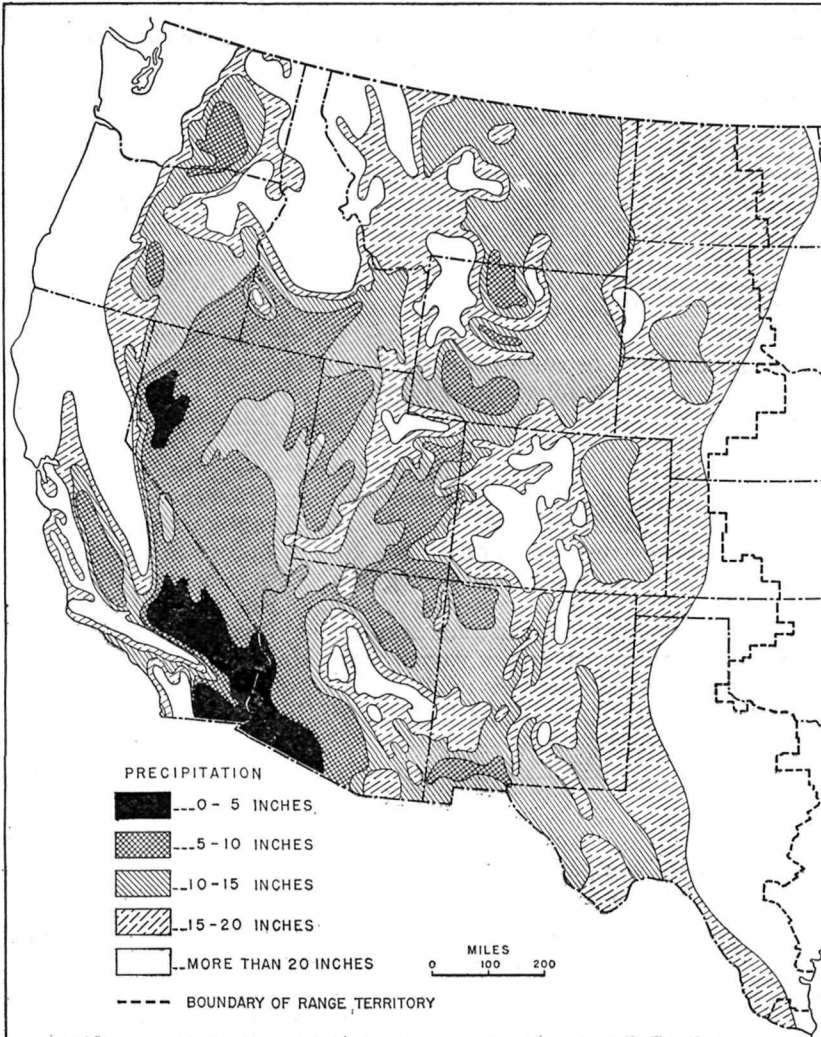 PRECIPITATION
0 - 5 INCHES
5 - 10 INCHES
10 - 15 INCHES
15 - 20 INCHES
MORE THAN 20 INCHES
BOUNDARY OF RANGE TERRITORY
MILES
0 100 200